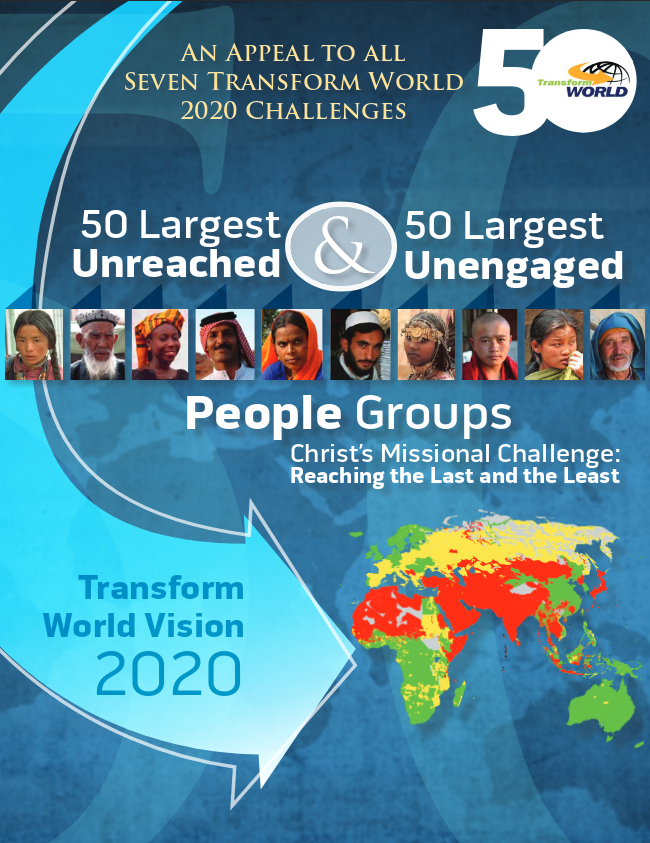 An Appeal to all
Seven Transform World
2020 Challenges
50
Transform
WORLD
50 Largest
Unreached
&
50 Largest
Unengaged
People Groups
Christ's Missional Challenge:
Reaching the Last and the Least
Transform
World Vision
2020